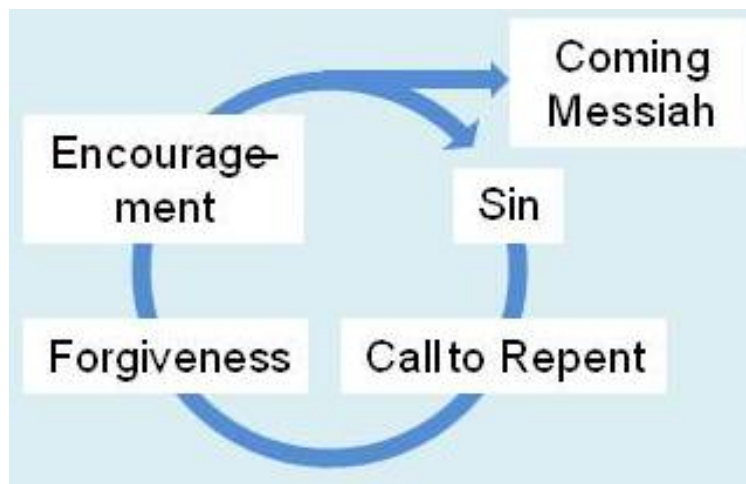 Coming
Messiah
Encourage-
ment
Sin
Forgiveness
Call to Repent